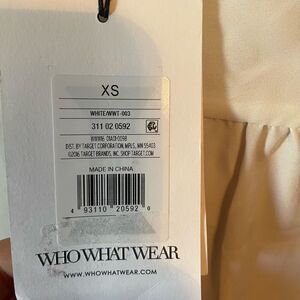 XS
WHITE/WWT-003
311 02 0592
DIST. BY TARGET CORPORATION, MPLS, MN 55403
©2016 TARGET BRANDS, INC. SHOP TARGET.COM
MADE IN CHINA
4 93110 20592 0
WHO WHAT WEAR
WWW.WHOWHATWEAR.COM